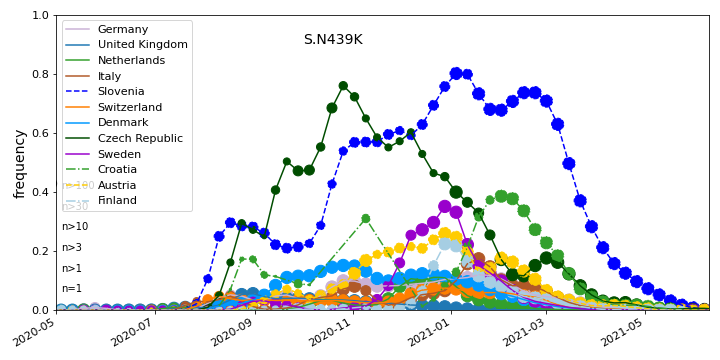 S.N439K
Germany
United Kingdom
Netherlands
Italy
Slovenia
Switzerland
Denmark
Czech Republic
Sweden
Croatia
Austria
Finland
n>100
n>30
n>10
n>3
n>1
n=1
frequency
1.0
0.8
0.6
0.4
0.2
0.0
2020-05
2020-07
2020-09
2020-11
2021-01
2021-03
2021-05